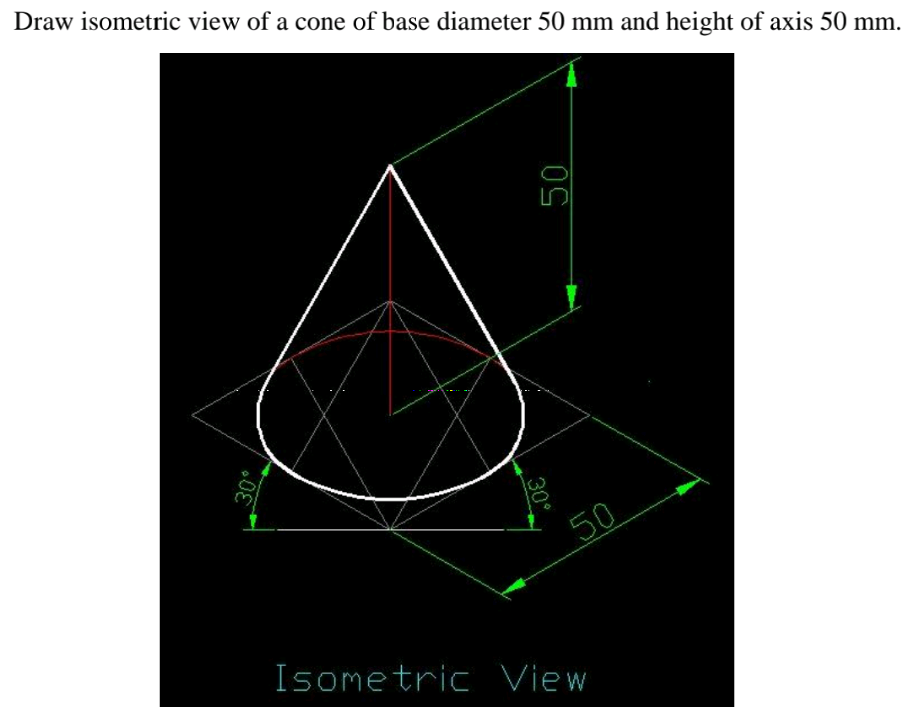 Draw isometric view of a cone of base diameter 50 mm and height of axis 50 mm.
50
30°
30°
50
Isometric View